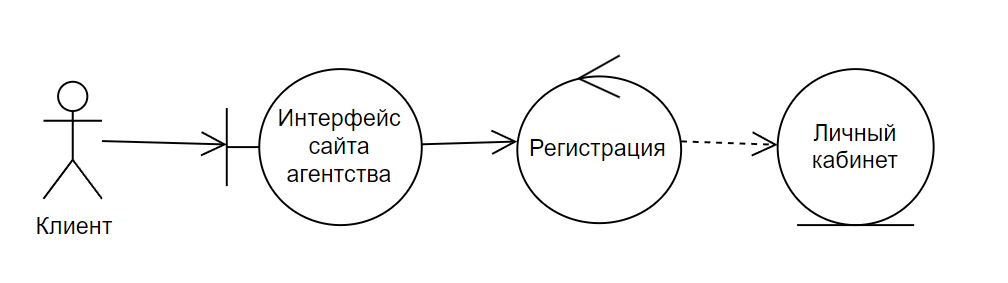 Клиент
Интерфейс
сайта
агентства
Регистрация
Личный
кабинет